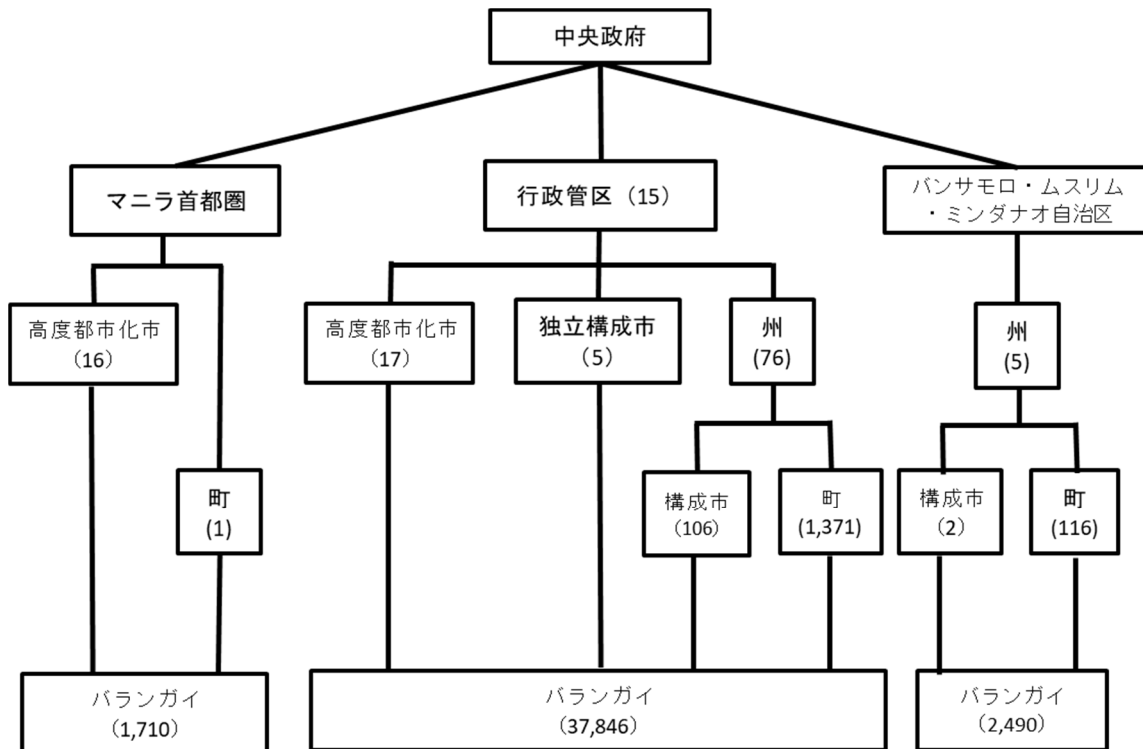 中央政府
マニラ首都圏
行政管区（15）
バンサモロ・ムスリム
・ミンダナオ自治区
高度都市化市
（16）
高度都市化市
（17）
独立構成市
（5）
州
(76)
州
(5)
町
(1)
構成市
（106）
町
(1,371)
構成市
（2）
町
(116)
バランガイ
(1,710)
バランガイ
（37,846）
バランガイ
(2,490)